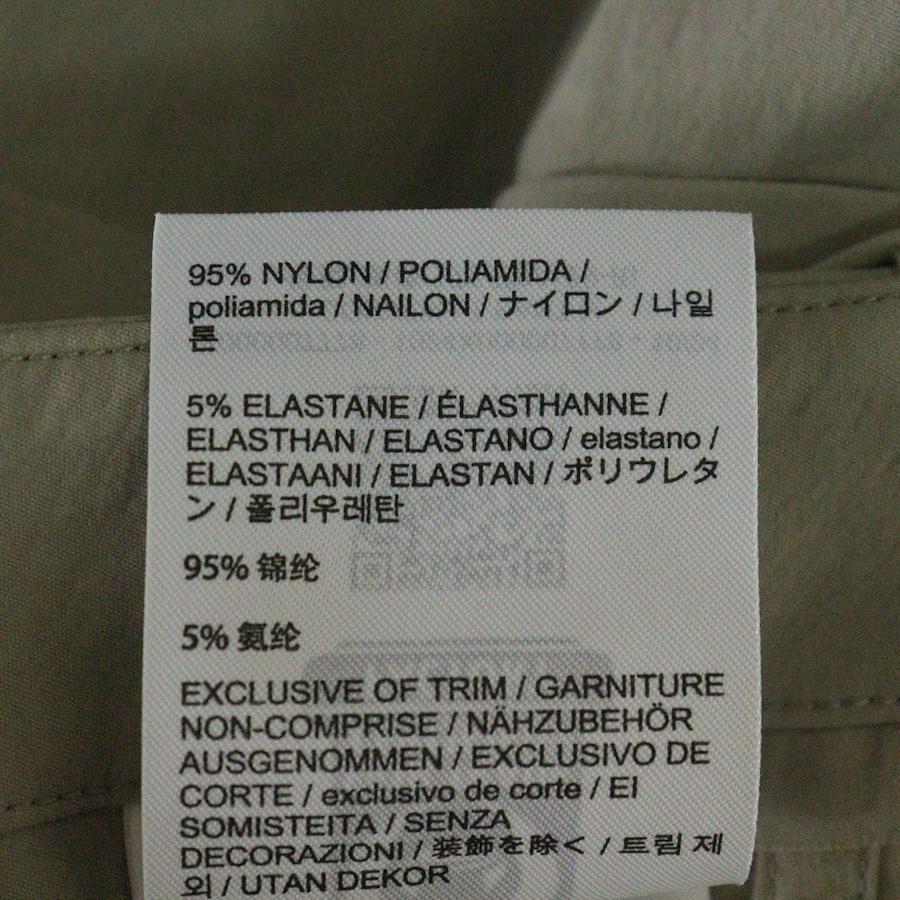 95% NYLON / POLIAMIDA /
poliamida / NAILON / ナイロン / 나일
론
5% ELASTANE / ÉLASTHANNE /
ELASTHAN / ELASTANO / elastano /
ELASTAANI / ELASTAN / ポリウレタ
ン / 폴리우레탄
95% 锦纶
5% 氨纶
EXCLUSIVE OF TRIM / GARNITURE
NON-COMPRISE / NÄHZUBEHÖR
AUSGENOMMEN / EXCLUSIVO DE
CORTE / exclusivo de corte / EI
SOMISTEITA / SENZA
DECORAZIONI / 装飾を除く / 트림 제
외 / UTAN DEKOR